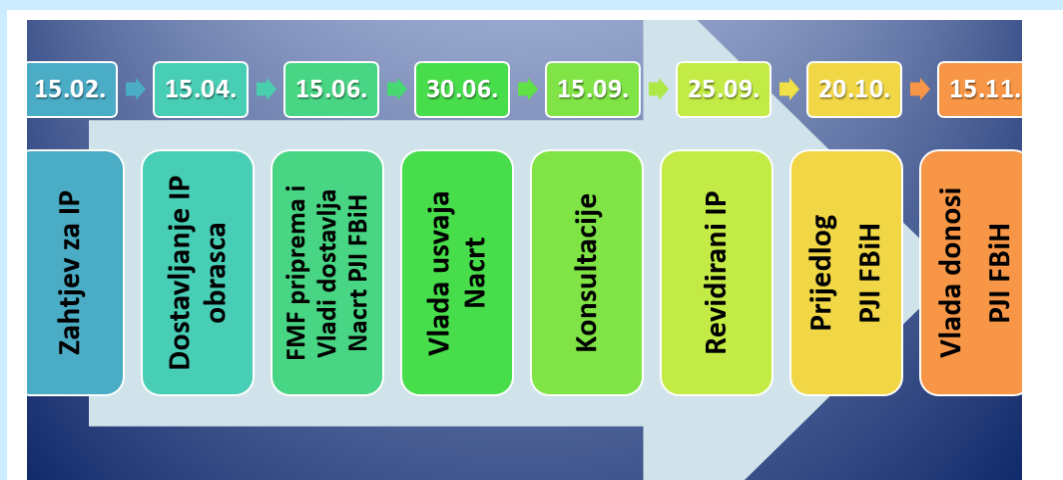 15.02.
15.04.
15.06.
30.06.
15.09.
25.09.
20.10.
15.11.
Zahtjev za IP
Dostavljanje IP
obrasca
FMF priprema i
Vladi dostavlja
Nacrt PJI FBiH
Vlada usvaja
Nacrt
Konsultacije
Revidirani IP
Prijedlog
PJI FBiH
Vlada donosi
PJI FBiH